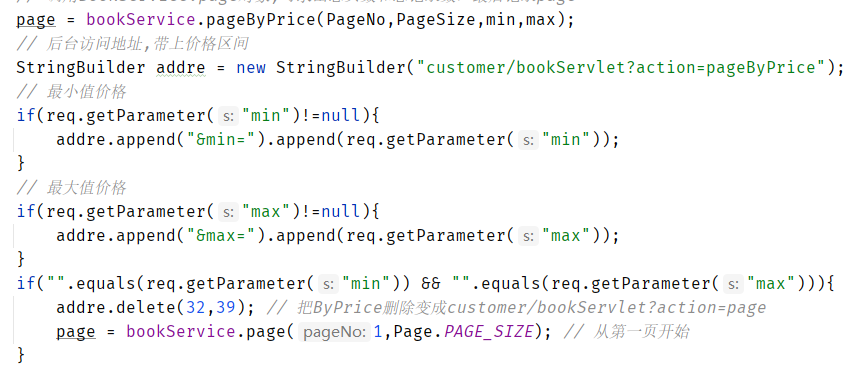 page = bookService.pageByPrice(PageNo,PageSize,min,max);
// 后台访问地址,带上价格区间
StringBuilder addre = new StringBuilder("customer/bookServlet?action=pageByPrice");
// 最小值价格
if(req.getParameter( s: "min")!=null){
    addre.append("&min=").append(req.getParameter( s: "min"));
}
// 最大值价格
if(req.getParameter( s: "max")!=null){
    addre.append("&max=").append(req.getParameter( s: "max"));
}
if("".equals(req.getParameter( s: "min")) && "".equals(req.getParameter( s: "max"))){
    addre.delete(32,39); // 把ByPrice删除变成customer/bookServlet?action=page
    page = bookService.page( pageNo: 1,Page.PAGE_SIZE); // 从第一页开始
}